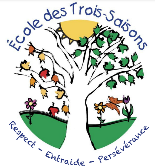 École des Trois-Saisons
Respect - Entraide - Persévérance